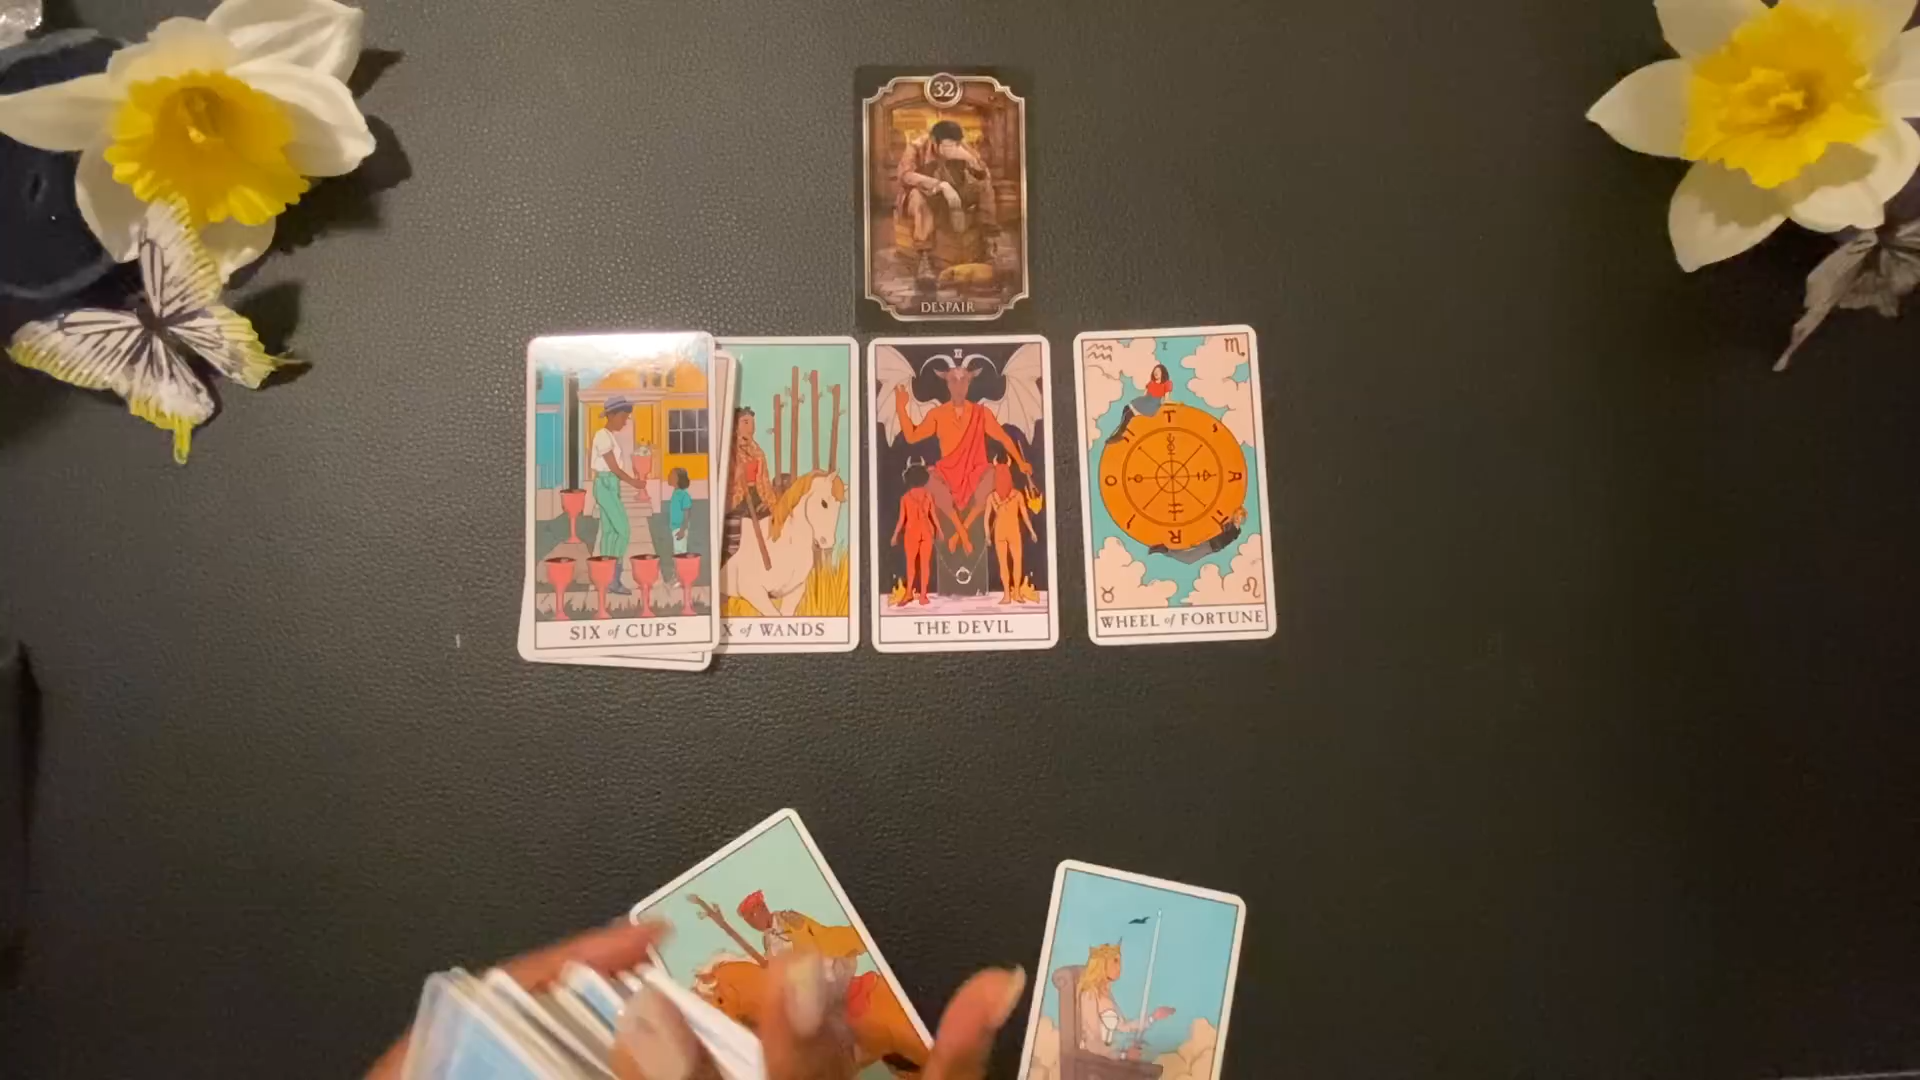 32
DESPAIR
SIX of CUPS
X of WANDS
THE DEVIL
WHEEL of FORTUNE